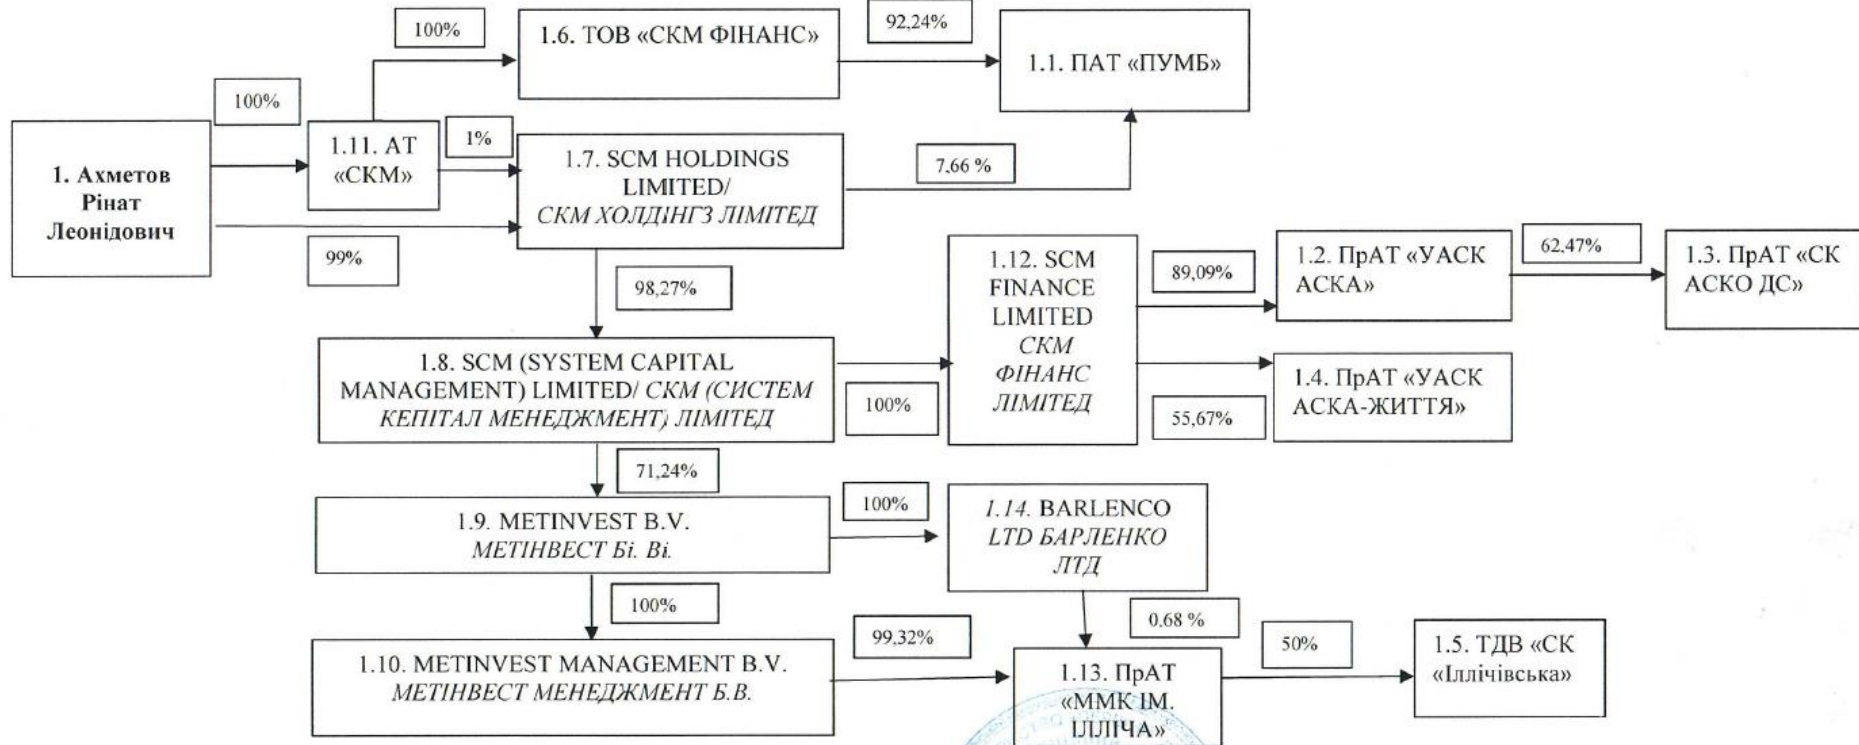 100%
1.6. ТОВ «СКМ ФІНАНС»
92,24%
1.1. ПАТ «ПУМБ»
100%
1. Ахметов
Рінат
Леонідович
1.11. АТ
«СКМ»
1%
1.7. SCM HOLDINGS
LIMITED/
СКМ ХОЛДІНГЗ ЛІМІТЕД
7,66 %
99%
98,27%
1.12. SCM
FINANCE
LIMITED
СКМ
ФІНАНС
ЛІМІТЕД
89,09%
1.2. ПрАТ «УАСК
АСКА»
62,47%
1.3. ПрАТ «СК
АСКО ДС»
1.8. SCM (SYSTEM CAPITAL
MANAGEMENT) LIMITED/ СКМ (СИСТЕМ
КЕПІТАЛ МЕНЕДЖМЕНТ) ЛІМІТЕД
100%
55,67%
1.4. ПрАТ «УАСК
АСКА-ЖИТТЯ»
71,24%
1.9. METINVEST B.V.
МЕТІНВЕСТ Бі. Ві.
100%
1.14. BARLENCO
LTD БАРЛЕНКО
ЛТД
100%
0.68 %
1.10. METINVEST MANAGEMENT B.V.
МЕТІНВЕСТ МЕНЕДЖМЕНТ Б.В.
99,32%
1.13. ПрАТ
«ММК ІМ.
ІЛЛІЧА»
50%
1.5. ТДВ «СК
«Іллічівська»